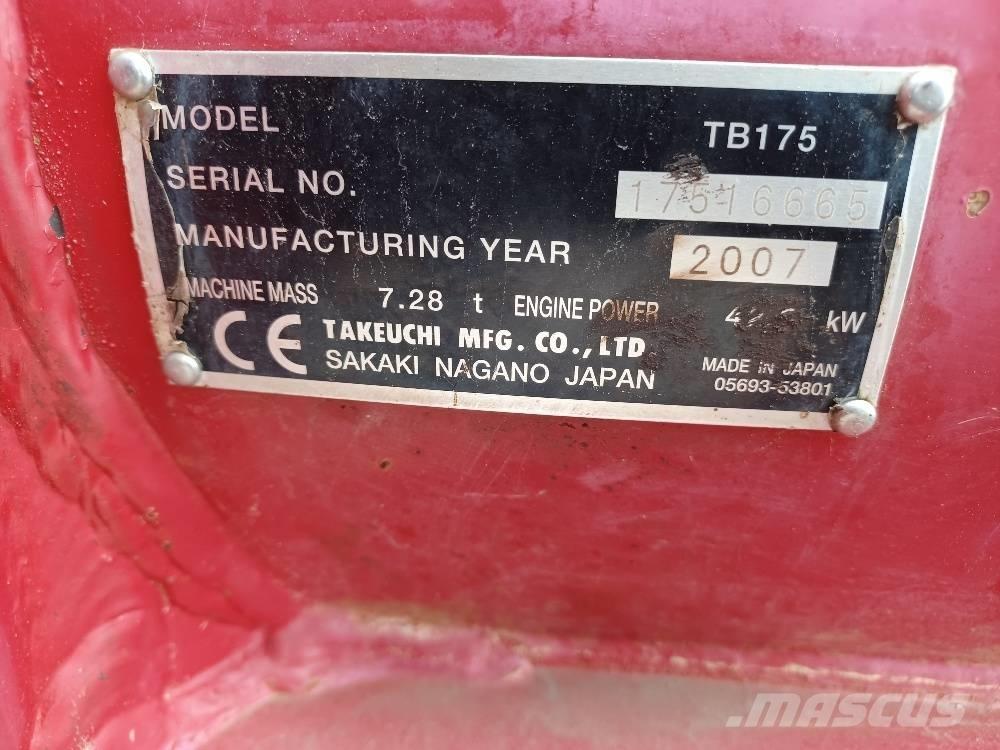 MODEL TB175
SERIAL NO. 17516665
MANUFACTURING YEAR 2007
MACHINE MASS 7.28 t ENGINE POWER kW
CE TAKEUCHI MFG. CO., LTD
SAKAKI NAGANO JAPAN
MADE IN JAPAN
05693-53801
MASCUS